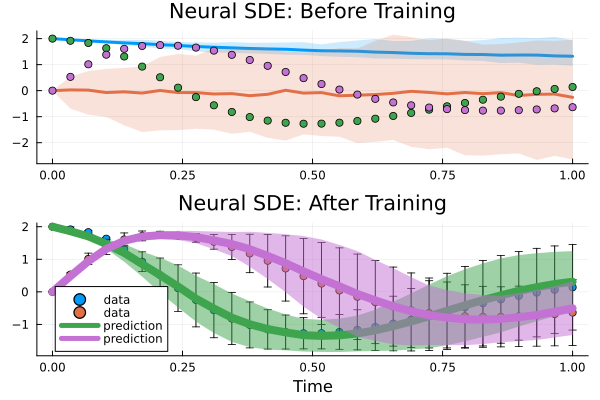 Neural SDE: Before Training
2
1
0
−1
−2
0.00 0.25 0.50 0.75 1.00
Neural SDE: After Training
2
1
0
−1
data
data
prediction
prediction
0.00 0.25 0.50 0.75 1.00
Time